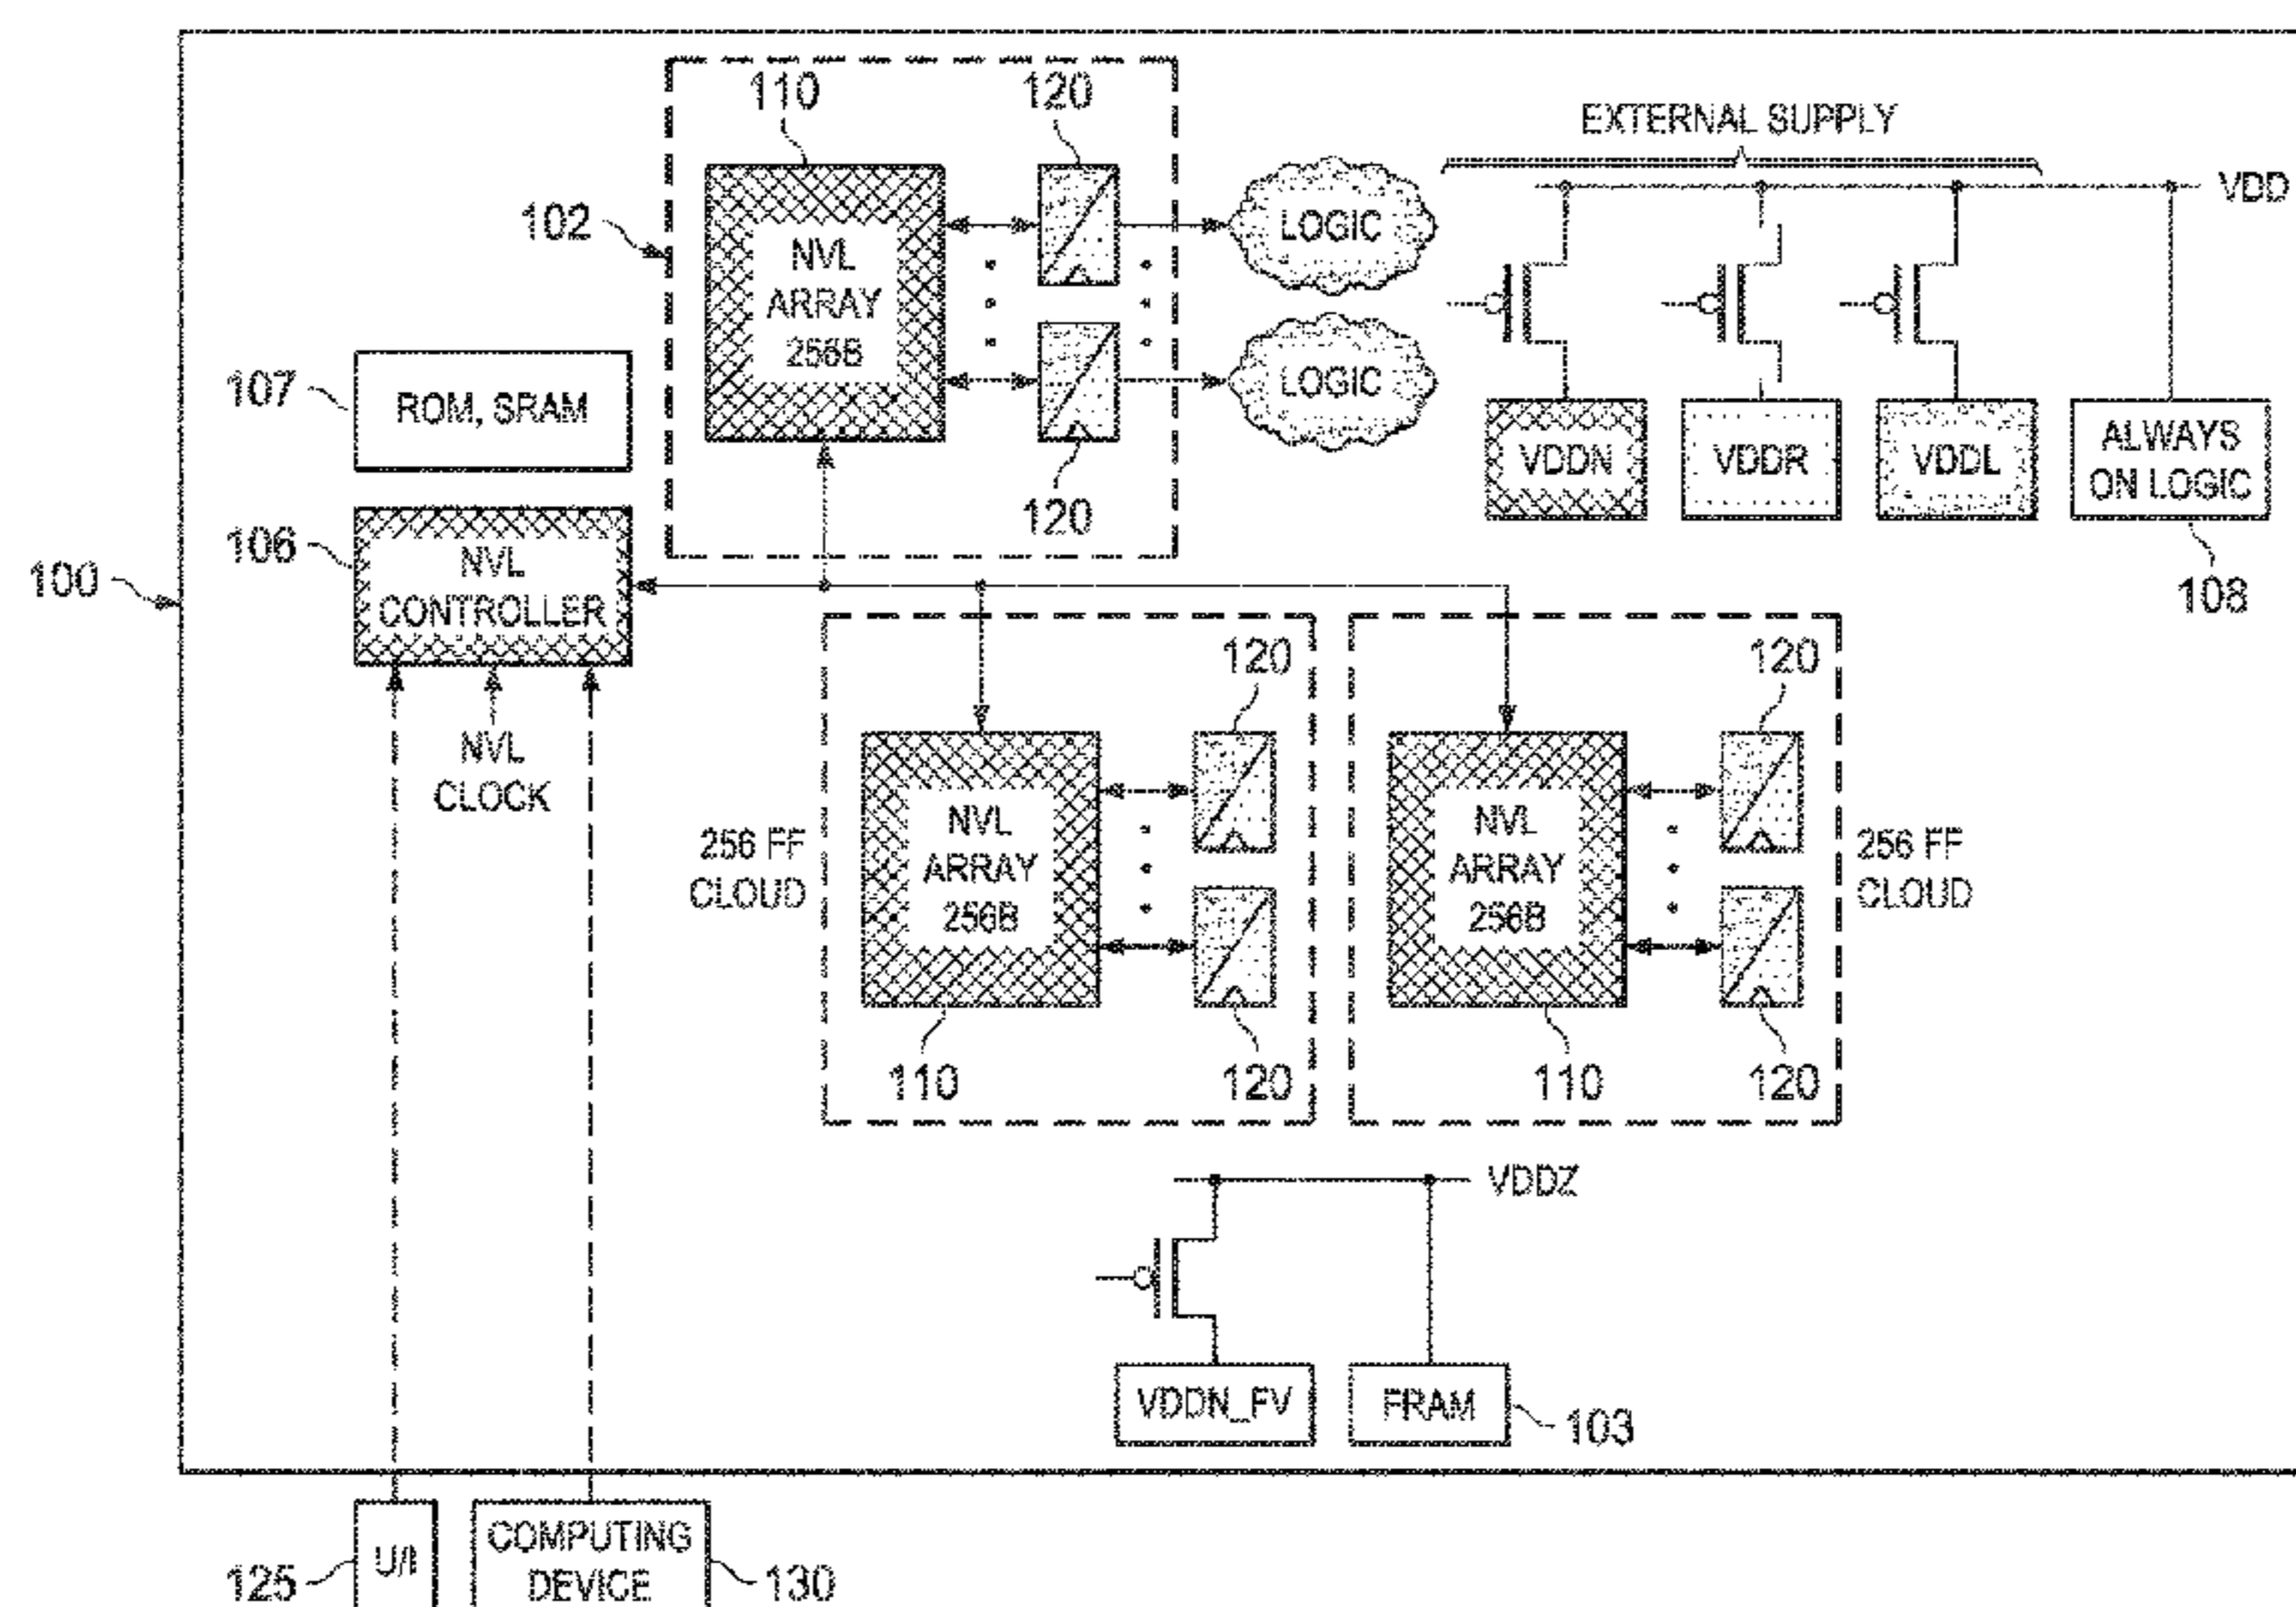 110
120
EXTERNAL SUPPLY
VDD
102
NVL
ARRAY
256B
LOGIC
LOGIC
107
ROM, SRAM
VDDN
VDDR
VDDL
ALWAYS
ON LOGIC
120
106
NVL
CONTROLLER
100
108
NVL
CLOCK
120
120
256 FF
CLOUD
NVL
ARRAY
256B
NVL
ARRAY
256B
256 FF
CLOUD
110
120
110
120
VDDZ
VDDN_FV
FRAM
103
125
U/I
COMPUTING
DEVICE
130